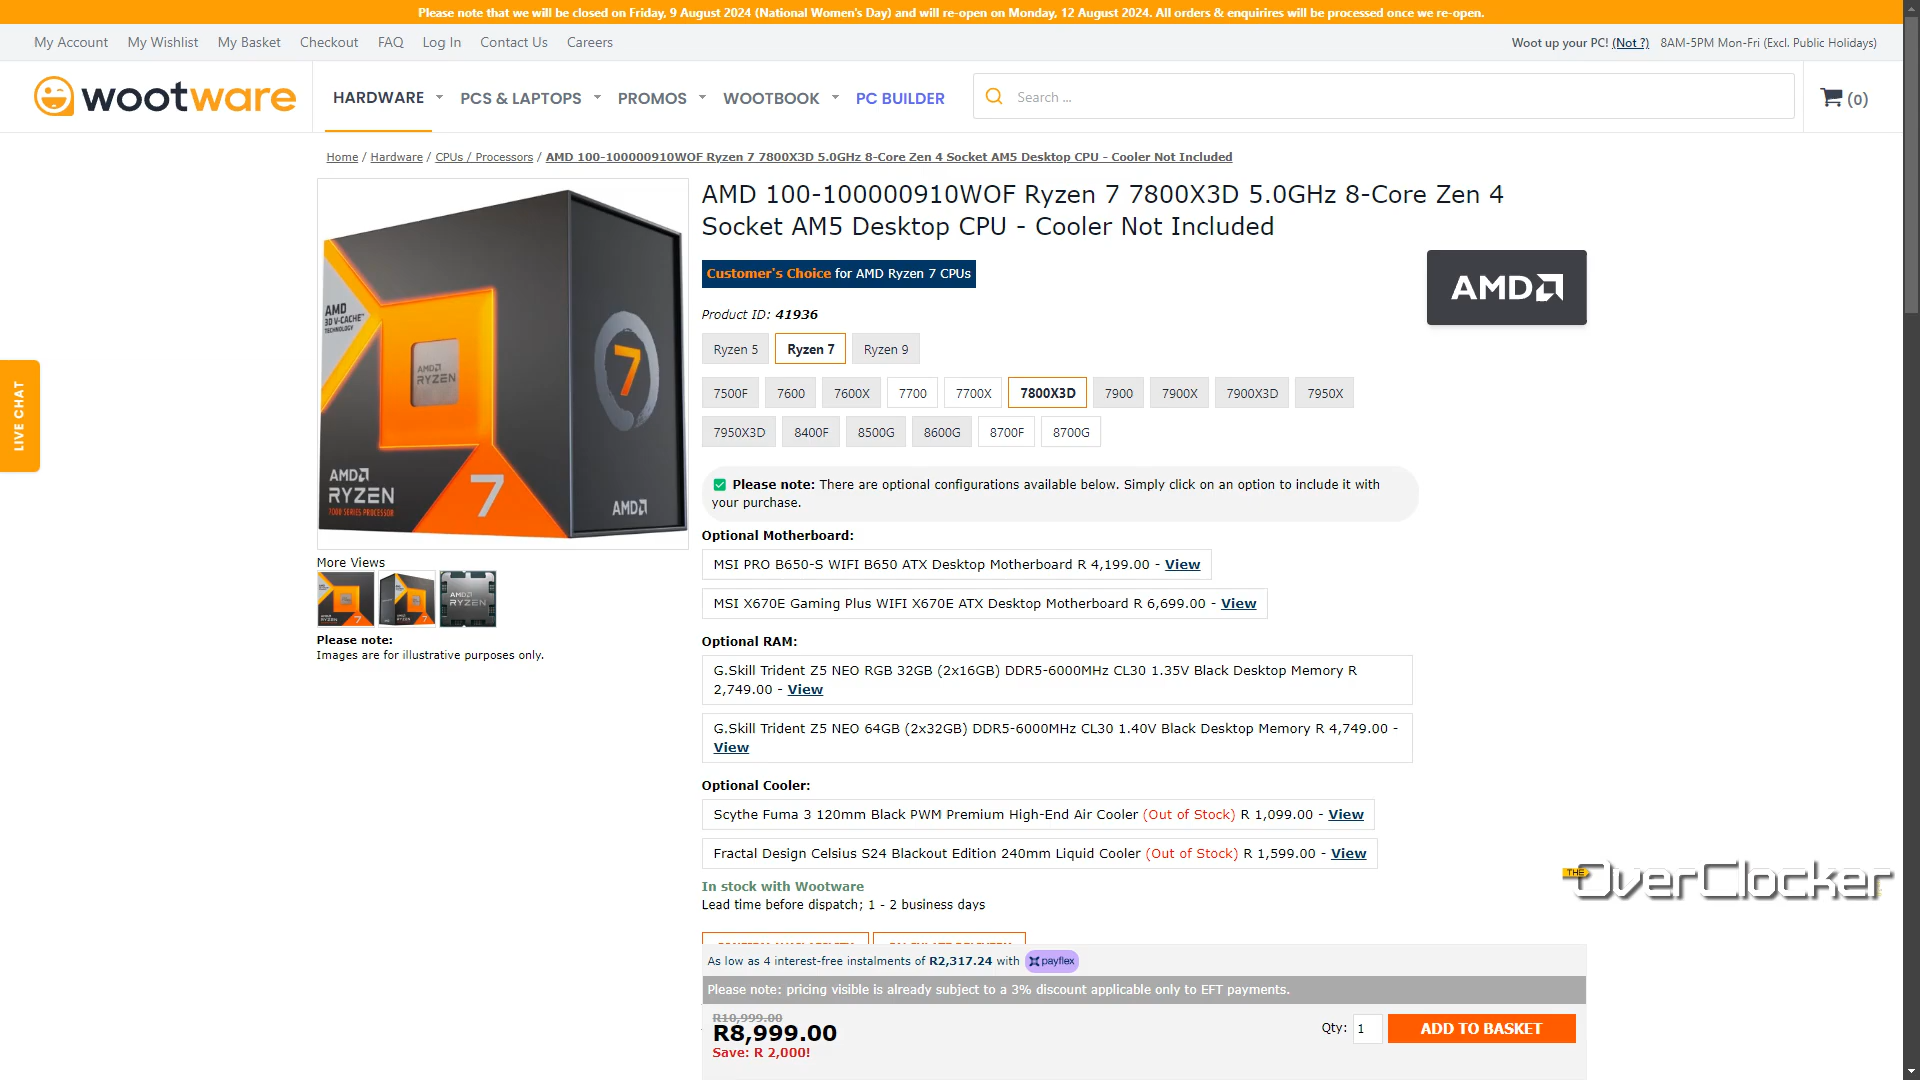 Please note that we will be closed on Friday, 9 August 2024 (National Women's Day) and will re-open on Monday, 12 August 2024. All orders & enquirires will be processed once we re-open.
My Account My Wishlist My Basket Checkout FAQ Log In Contact Us Careers
Woot up your PC! (Not ?) 8AM-5PM Mon-Fri (Excl. Public Holidays)
wootware
HARDWARE PCS & LAPTOPS PROMOS WOOTBOOK PC BUILDER
Search ...
(0)
Home / Hardware / CPUs / Processors / AMD 100-100000910WOF Ryzen 7 7800X3D 5.0GHz 8-Core Zen 4 Socket AM5 Desktop CPU - Cooler Not Included
AMD 100-100000910WOF Ryzen 7 7800X3D 5.0GHz 8-Core Zen 4
Socket AM5 Desktop CPU - Cooler Not Included
AMD
3D V-CACHE™
TECHNOLOGY
AMD
RYZEN
7
AMD
RYZEN
7000 SERIES PROCESSOR
7
AMD
LIVE CHAT
Customer's Choice for AMD Ryzen 7 CPUs
AMD
Product ID: 41936
Ryzen 5 Ryzen 7 Ryzen 9
7500F 7600 7600X 7700 7700X 7800X3D 7900 7900X 7900X3D 7950X
7950X3D 8400F 8500G 8600G 8700F 8700G
Please note: There are optional configurations available below. Simply click on an option to include it with
your purchase.
Optional Motherboard:
MSI PRO B650-S WIFI B650 ATX Desktop Motherboard R 4,199.00 - View
MSI X670E Gaming Plus WIFI X670E ATX Desktop Motherboard R 6,699.00 - View
More Views
AMD
RYZEN
Please note:
Images are for illustrative purposes only.
Optional RAM:
G.Skill Trident Z5 NEO RGB 32GB (2x16GB) DDR5-6000MHz CL30 1.35V Black Desktop Memory R
2,749.00 - View
G.Skill Trident Z5 NEO 64GB (2x32GB) DDR5-6000MHz CL30 1.40V Black Desktop Memory R 4,749.00 -
View
Optional Cooler:
Scythe Fuma 3 120mm Black PWM Premium High-End Air Cooler (Out of Stock) R 1,099.00 - View
Fractal Design Celsius S24 Blackout Edition 240mm Liquid Cooler (Out of Stock) R 1,599.00 - View
THE OverClocker
In stock with Wootware
Lead time before dispatch; 1 - 2 business days
As low as 4 interest-free instalments of R2,317.24 with payflex
Please note: pricing visible is already subject to a 3% discount applicable only to EFT payments.
R10,999.00
R8,999.00
Save: R 2,000!
Qty: 1 ADD TO BASKET